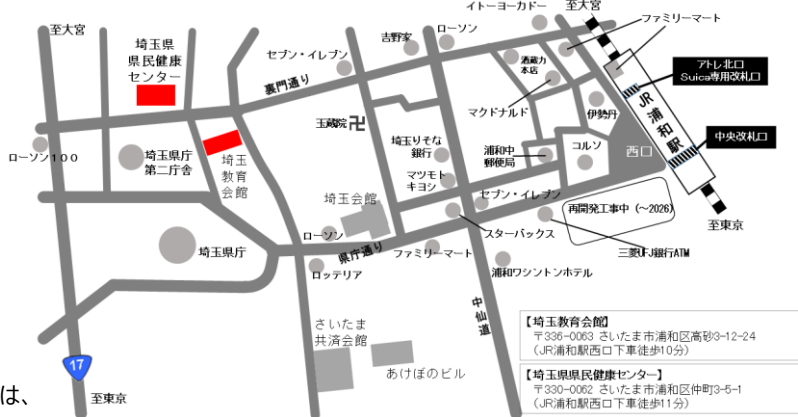 至大宮
埼玉県
県民健康
センター
セブン・イレブン
吉野家
ローソン
イトーヨーカドー
至大宮
ファミリーマート
酒蔵力
本店
マクドナルド
アトレ北口
Suica専用改札口
JR浦和駅
中央改札口
伊勢丹
コルソ
西口
裏門通り
玉蔵院
卍
埼玉りそな
銀行
マツモト
キヨシ
浦和中
郵便局
セブン・イレブン
ローソン100
埼玉県庁
第二庁舎
埼玉
教育
会館
埼玉会館
再開発工事中(~2026)
至東京
スターバックス
三菱UFJ銀行ATM
埼玉県庁
ローソン
県庁通り
ファミリーマート
ロッテリア
浦和ワシントンホテル
中山道
さいたま
共済会館
あけぼのビル
17
至東京
は、
【埼玉教育会館】
〒336-0063 さいたま市浦和区高砂3-12-24
(JR浦和駅西口下車徒歩10分)
【埼玉県県民健康センター】
〒330-0062 さいたま市浦和区仲町3-5-1
(JR浦和駅西口下車徒歩11分)